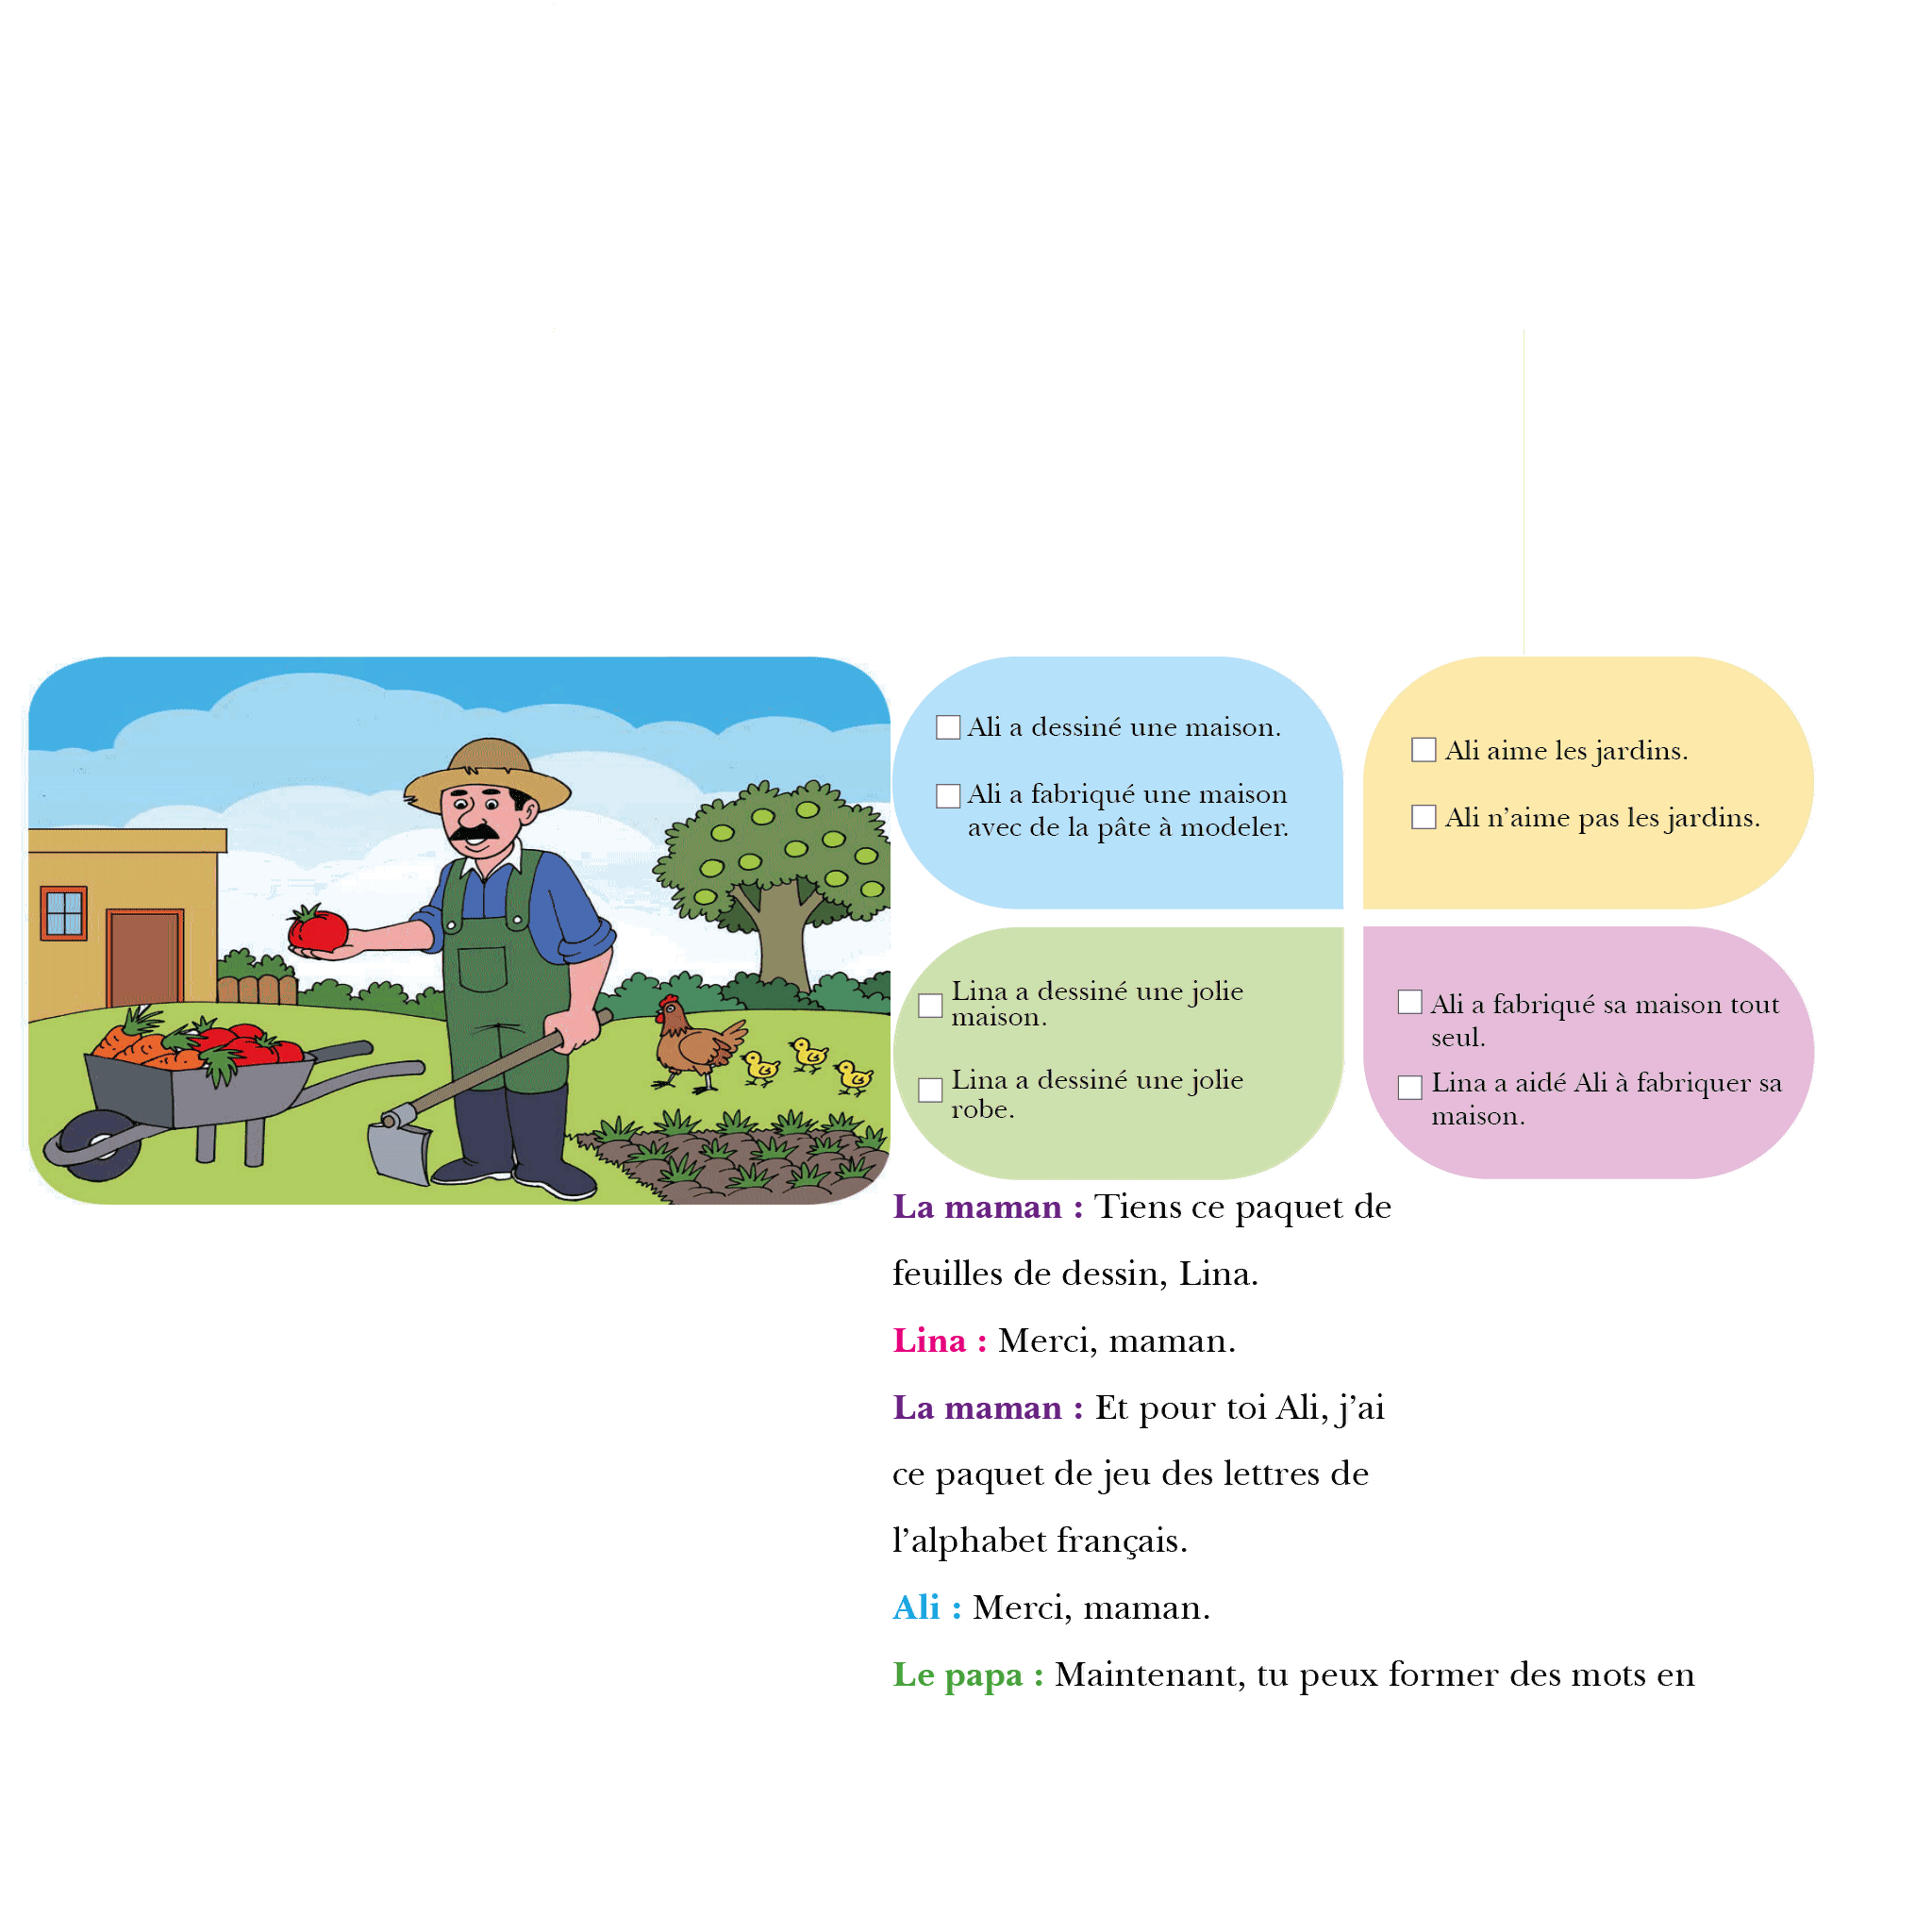 Ali a dessiné une maison.
Ali a fabriqué une maison
avec de la pâte à modeler.
Ali aime les jardins.
Ali n’aime pas les jardins.
Lina a dessiné une jolie
maison.
Lina a dessiné une jolie
robe.
Ali a fabriqué sa maison tout
seul.
Lina a aidé Ali à fabriquer sa
maison.
La maman : Tiens ce paquet de
feuilles de dessin, Lina.
Lina : Merci, maman.
La maman : Et pour toi Ali, j’ai
ce paquet de jeu des lettres de
l’alphabet français.
Ali : Merci, maman.
Le papa : Maintenant, tu peux former des mots en